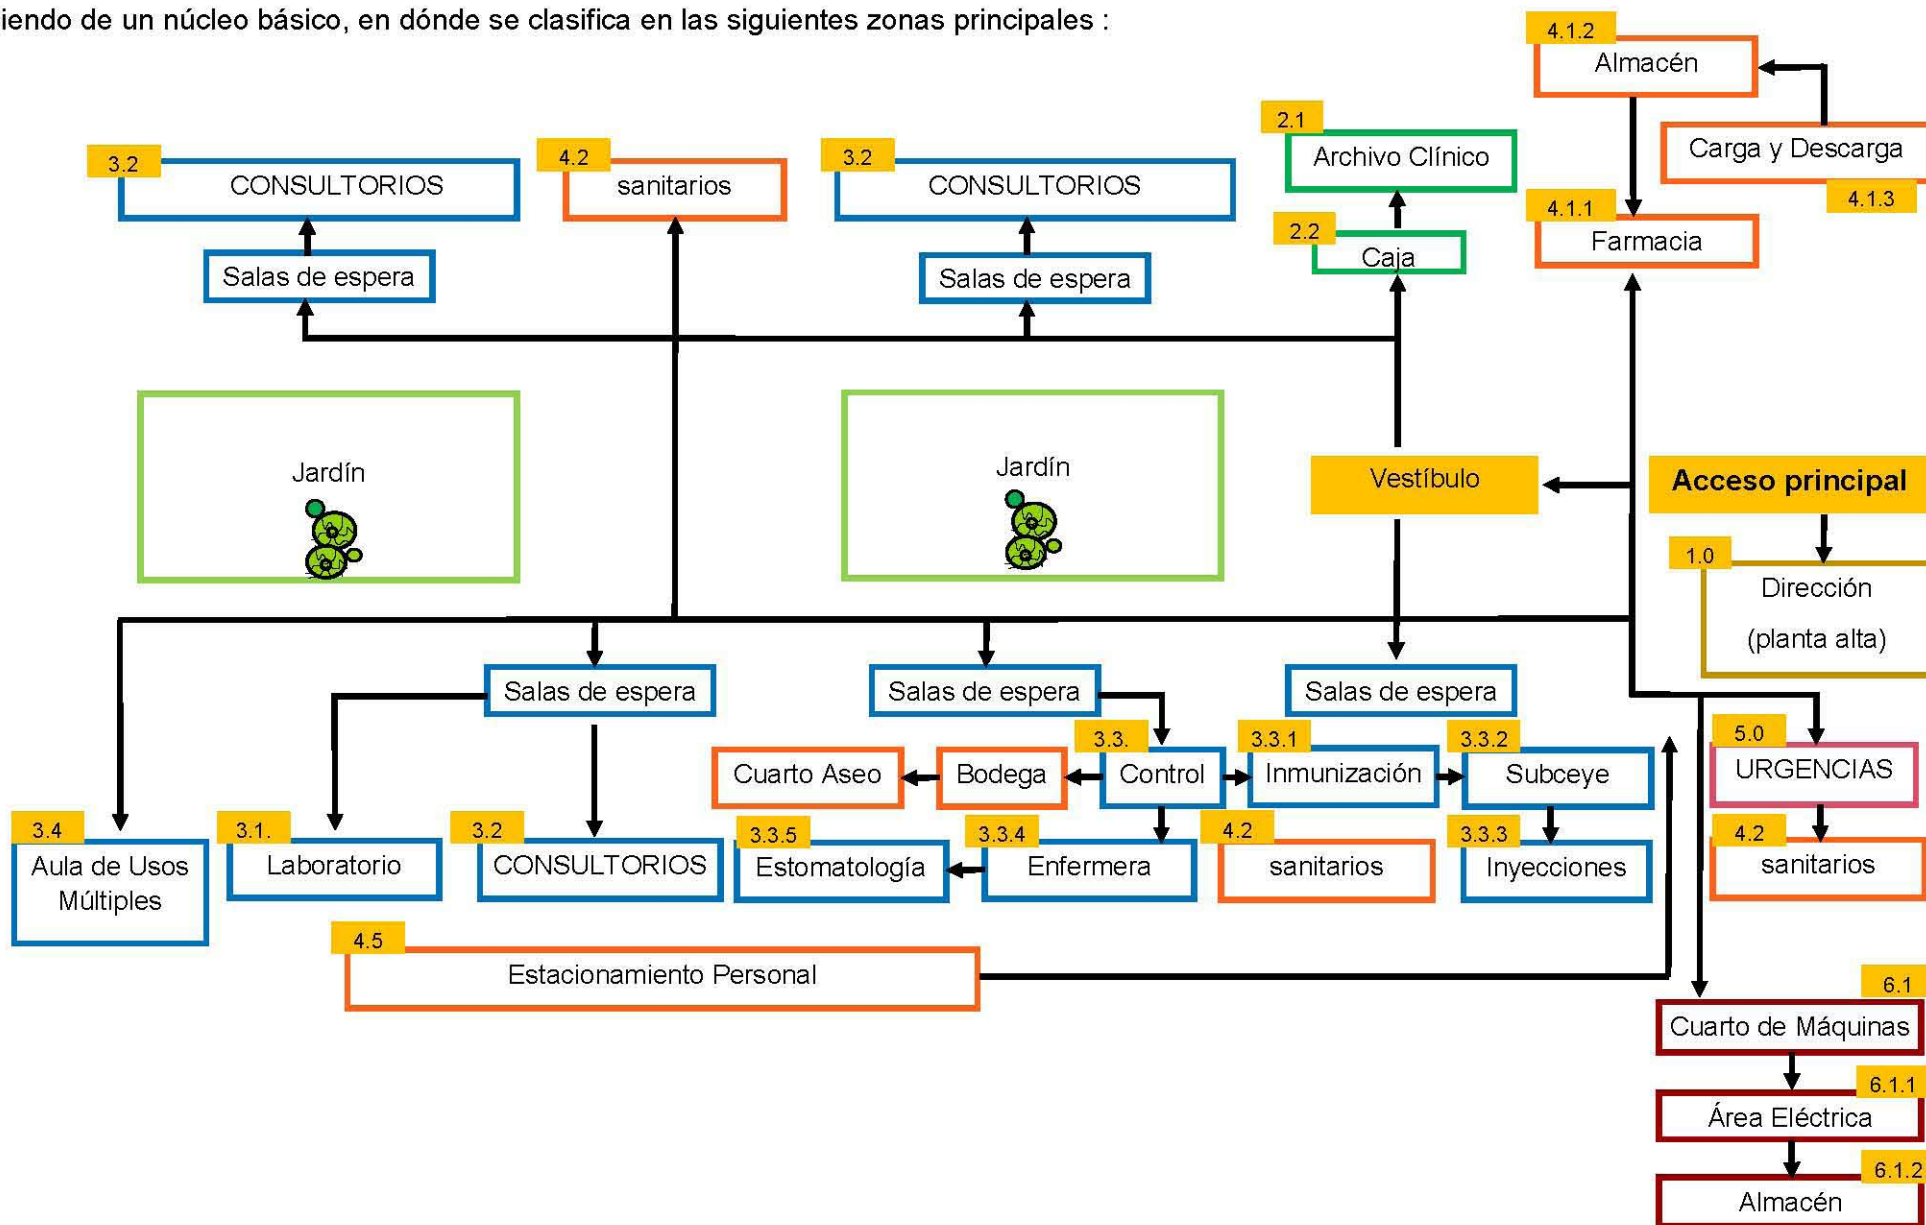 iendo de un núcleo básico, en dónde se clasifica en las siguientes zonas principales :
4.1.2
Almacén
2.1
Archivo Clínico
Carga y Descarga
4.1.3
3.2
CONSULTORIOS
4.2
sanitarios
3.2
CONSULTORIOS
4.1.1
Farmacia
2.2
Caja
Salas de espera
Salas de espera
Jardín
Jardín
Vestíbulo
Acceso principal
1.0
Dirección
(planta alta)
Salas de espera
Salas de espera
Salas de espera
Cuarto Aseo
Bodega
3.3.
Control
3.3.1
Inmunización
3.3.2
Subceye
5.0
URGENCIAS
3.4
Aula de Usos
Múltiples
3.1.
Laboratorio
3.2
CONSULTORIOS
3.3.5
Estomatología
3.3.4
Enfermera
4.2
sanitarios
3.3.3
Inyecciones
4.2
sanitarios
4.5
Estacionamiento Personal
6.1
Cuarto de Máquinas
6.1.1
Área Eléctrica
6.1.2
Almacén